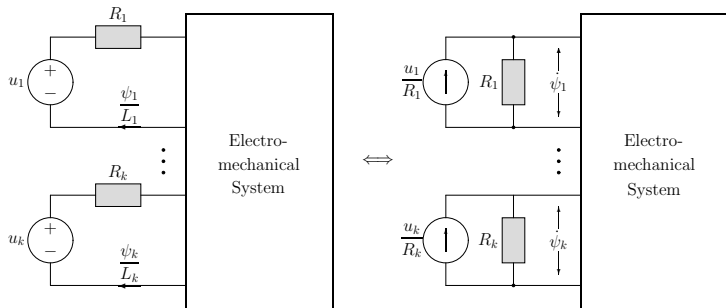 R₁
u₁
+
−
ψ₁/L₁
R_k
u_k
+
−
ψ_k/L_k
Electro-
mechanical
System
⟺
u₁/R₁
R₁
ψ̇₁
u_k/R_k
R_k
ψ̇_k
Electro-
mechanical
System